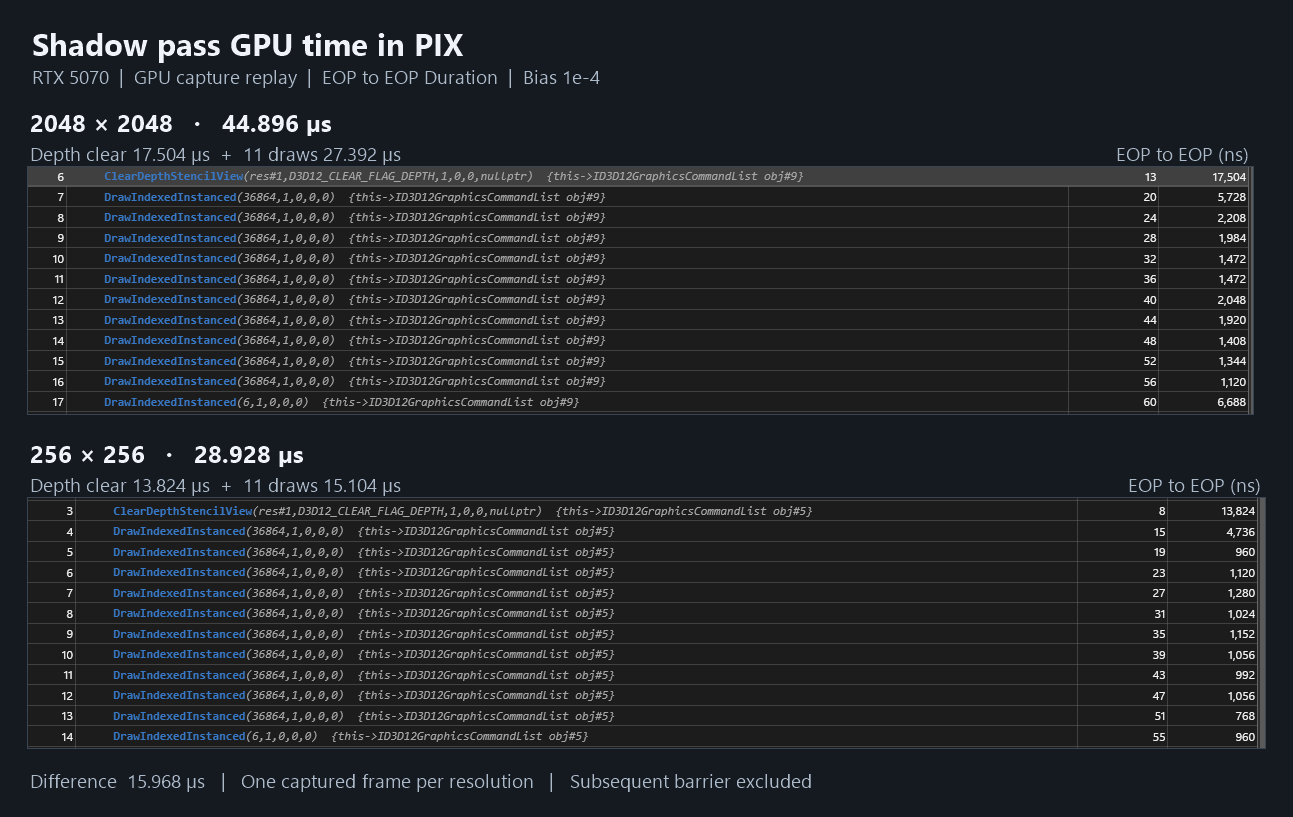 Shadow pass GPU time in PIX
RTX 5070 | GPU capture replay | EOP to EOP Duration | Bias 1e-4
2048 × 2048 · 44.896 µs
Depth clear 17.504 µs + 11 draws 27.392 µs EOP to EOP (ns)
6 ClearDepthStencilView(res#1,D3D12_CLEAR_FLAG_DEPTH,1,0,0,nullptr) {this->ID3D12GraphicsCommandList obj#9} 13 17,504
7 DrawIndexedInstanced(36864,1,0,0,0) {this->ID3D12GraphicsCommandList obj#9} 20 5,728
8 DrawIndexedInstanced(36864,1,0,0,0) {this->ID3D12GraphicsCommandList obj#9} 24 2,208
9 DrawIndexedInstanced(36864,1,0,0,0) {this->ID3D12GraphicsCommandList obj#9} 28 1,984
10 DrawIndexedInstanced(36864,1,0,0,0) {this->ID3D12GraphicsCommandList obj#9} 32 1,472
11 DrawIndexedInstanced(36864,1,0,0,0) {this->ID3D12GraphicsCommandList obj#9} 36 1,472
12 DrawIndexedInstanced(36864,1,0,0,0) {this->ID3D12GraphicsCommandList obj#9} 40 2,048
13 DrawIndexedInstanced(36864,1,0,0,0) {this->ID3D12GraphicsCommandList obj#9} 44 1,920
14 DrawIndexedInstanced(36864,1,0,0,0) {this->ID3D12GraphicsCommandList obj#9} 48 1,408
15 DrawIndexedInstanced(36864,1,0,0,0) {this->ID3D12GraphicsCommandList obj#9} 52 1,344
16 DrawIndexedInstanced(36864,1,0,0,0) {this->ID3D12GraphicsCommandList obj#9} 56 1,120
17 DrawIndexedInstanced(6,1,0,0,0) {this->ID3D12GraphicsCommandList obj#9} 60 6,688
256 × 256 · 28.928 µs
Depth clear 13.824 µs + 11 draws 15.104 µs EOP to EOP (ns)
3 ClearDepthStencilView(res#1,D3D12_CLEAR_FLAG_DEPTH,1,0,0,nullptr) {this->ID3D12GraphicsCommandList obj#5} 8 13,824
4 DrawIndexedInstanced(36864,1,0,0,0) {this->ID3D12GraphicsCommandList obj#5} 15 4,736
5 DrawIndexedInstanced(36864,1,0,0,0) {this->ID3D12GraphicsCommandList obj#5} 19 960
6 DrawIndexedInstanced(36864,1,0,0,0) {this->ID3D12GraphicsCommandList obj#5} 23 1,120
7 DrawIndexedInstanced(36864,1,0,0,0) {this->ID3D12GraphicsCommandList obj#5} 27 1,280
8 DrawIndexedInstanced(36864,1,0,0,0) {this->ID3D12GraphicsCommandList obj#5} 31 1,024
9 DrawIndexedInstanced(36864,1,0,0,0) {this->ID3D12GraphicsCommandList obj#5} 35 1,152
10 DrawIndexedInstanced(36864,1,0,0,0) {this->ID3D12GraphicsCommandList obj#5} 39 1,056
11 DrawIndexedInstanced(36864,1,0,0,0) {this->ID3D12GraphicsCommandList obj#5} 43 992
12 DrawIndexedInstanced(36864,1,0,0,0) {this->ID3D12GraphicsCommandList obj#5} 47 1,056
13 DrawIndexedInstanced(36864,1,0,0,0) {this->ID3D12GraphicsCommandList obj#5} 51 768
14 DrawIndexedInstanced(6,1,0,0,0) {this->ID3D12GraphicsCommandList obj#5} 55 960
Difference 15.968 µs | One captured frame per resolution | Subsequent barrier excluded